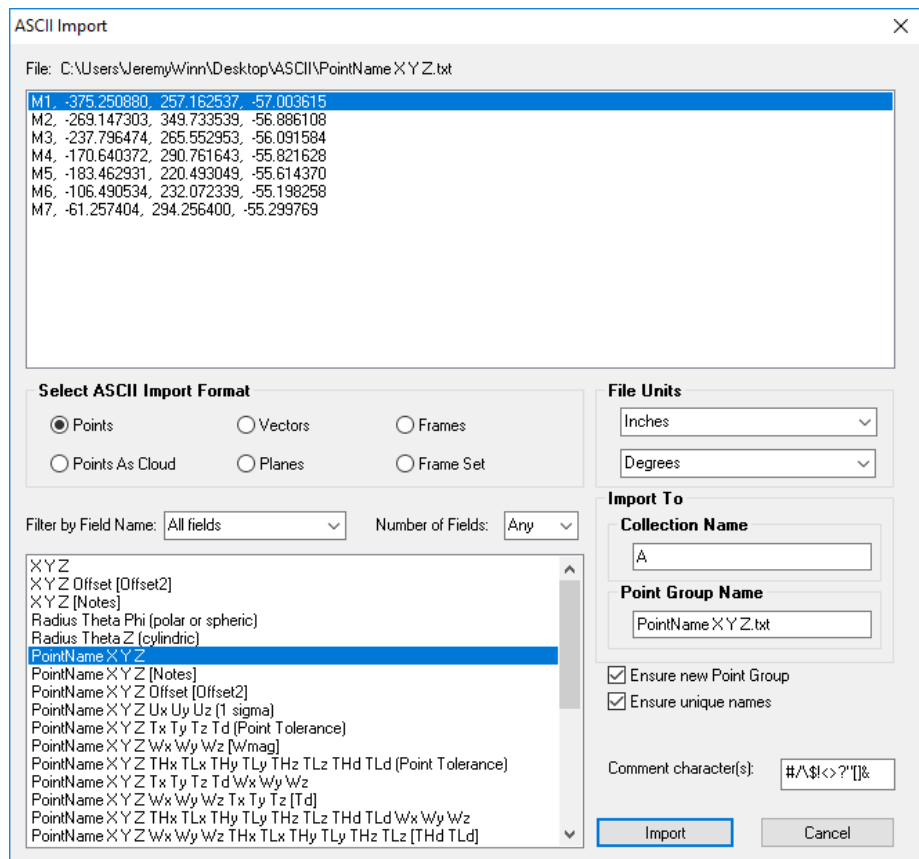 ASCII Import
File: C:\Users\JeremyWinn\Desktop\ASCII\PointName X Y Z.txt
M1, -375.250880, 257.162537, -57.003615
M2, -269.147303, 349.733539, -56.886108
M3, -237.796474, 265.552953, -56.091584
M4, -170.640372, 290.761643, -55.821628
M5, -183.462931, 220.493049, -55.614370
M6, -106.490534, 232.072339, -55.198258
M7, -61.257404, 294.256400, -55.299769
Select ASCII Import Format
Points Vectors Frames
Points As Cloud Planes Frame Set
File Units
Inches
Degrees
Filter by Field Name: All fields Number of Fields: Any
X Y Z
X Y Z Offset [Offset2]
X Y Z [Notes]
Radius Theta Phi (polar or spheric)
Radius Theta Z (cylindric)
PointName X Y Z
PointName X Y Z [Notes]
PointName X Y Z Offset [Offset2]
PointName X Y Z Ux Uy Uz (1 sigma)
PointName X Y Z Tx Ty Tz Td (Point Tolerance)
PointName X Y Z Wx Wy Wz [Wmag]
PointName X Y Z THx TLx THy TLy THz TLz THd TLd (Point Tolerance)
PointName X Y Z Tx Ty Tz Td Wx Wy Wz
PointName X Y Z Wx Wy Wz Tx Ty Tz [Td]
PointName X Y Z THx TLx THy TLy THz TLz THd TLd Wx Wy Wz
PointName X Y Z Wx Wy Wz THx TLx THy TLy THz TLz [THd TLd]
Import To
Collection Name
A
Point Group Name
PointName X Y Z.txt
Ensure new Point Group
Ensure unique names
Comment character(s): #/\$!<>?"[]&
Import Cancel